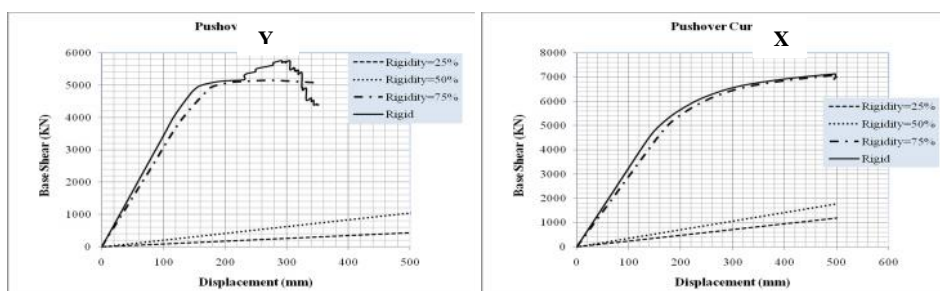 Pushov Y
6000
5000
4000
3000
2000
1000
0
Base Shear (KN)
Rigidity=25%
Rigidity=50%
Rigidity=75%
Rigid
0 100 200 300 400 500
Displacement (mm)
Pushover Cur X
8000
7000
6000
5000
4000
3000
2000
1000
0
Base Shear (KN)
Rigidity=25%
Rigidity=50%
Rigidity=75%
Rigid
0 100 200 300 400 500 600
Displacement (mm)